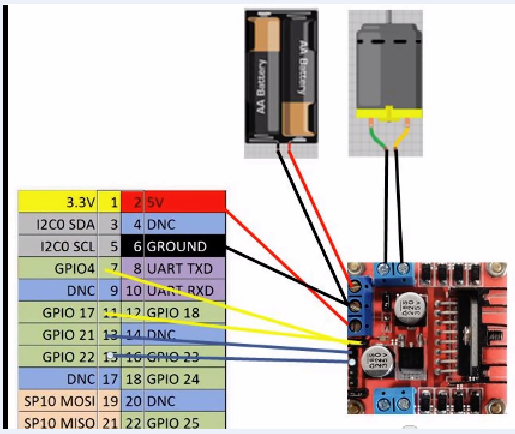 AA Battery
AA Battery
3.3V 1 2 5V
I2C0 SDA 3 4 DNC
I2C0 SCL 5 6 GROUND
GPIO4 7 8 UART TXD
DNC 9 10 UART RXD
GPIO 17 11 12 GPIO 18
GPIO 21 13 14 DNC
GPIO 22 15 16 GPIO 23
DNC 17 18 GPIO 24
SP10 MOSI 19 20 DNC
SP10 MISO 21 22 GPIO 25